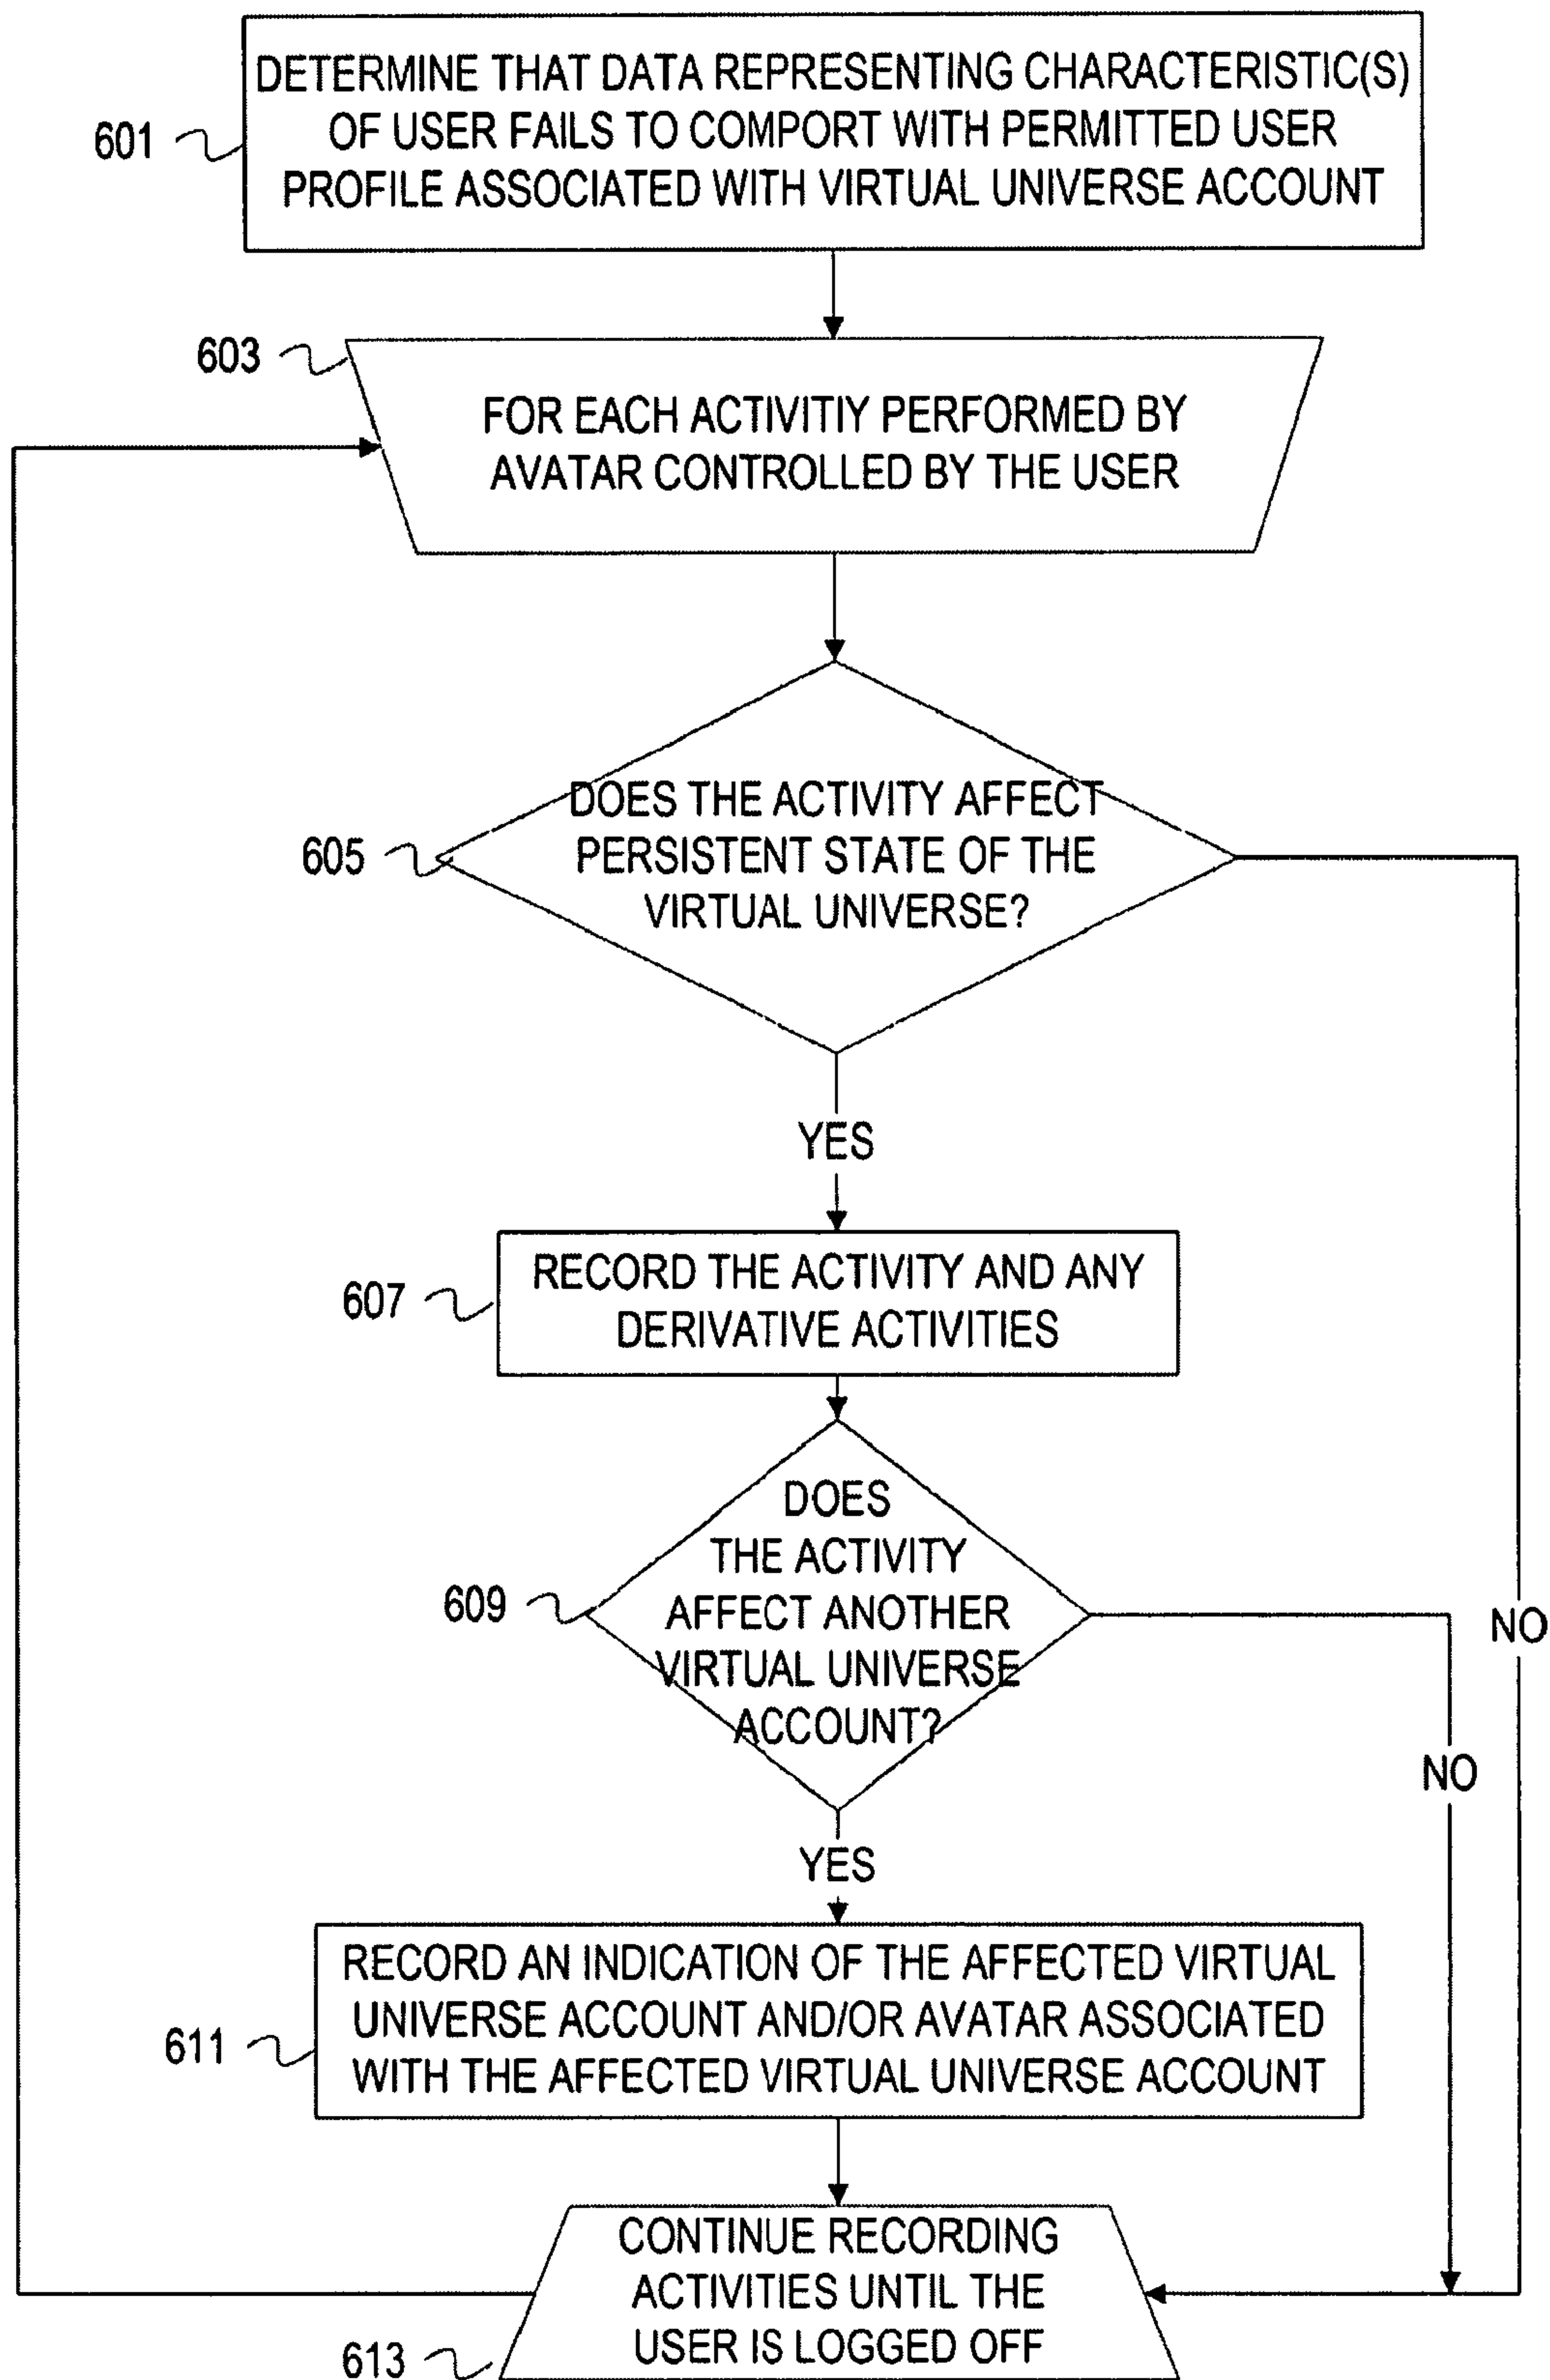 DETERMINE THAT DATA REPRESENTING CHARACTERISTIC(S)
OF USER FAILS TO COMPORT WITH PERMITTED USER
PROFILE ASSOCIATED WITH VIRTUAL UNIVERSE ACCOUNT
601
603
FOR EACH ACTIVITIY PERFORMED BY
AVATAR CONTROLLED BY THE USER
DOES THE ACTIVITY AFFECT
PERSISTENT STATE OF THE
VIRTUAL UNIVERSE?
605
YES
RECORD THE ACTIVITY AND ANY
DERIVATIVE ACTIVITIES
607
DOES
THE ACTIVITY
AFFECT ANOTHER
VIRTUAL UNIVERSE
ACCOUNT?
609
NO
NO
YES
RECORD AN INDICATION OF THE AFFECTED VIRTUAL
UNIVERSE ACCOUNT AND/OR AVATAR ASSOCIATED
WITH THE AFFECTED VIRTUAL UNIVERSE ACCOUNT
611
CONTINUE RECORDING
ACTIVITIES UNTIL THE
USER IS LOGGED OFF
613